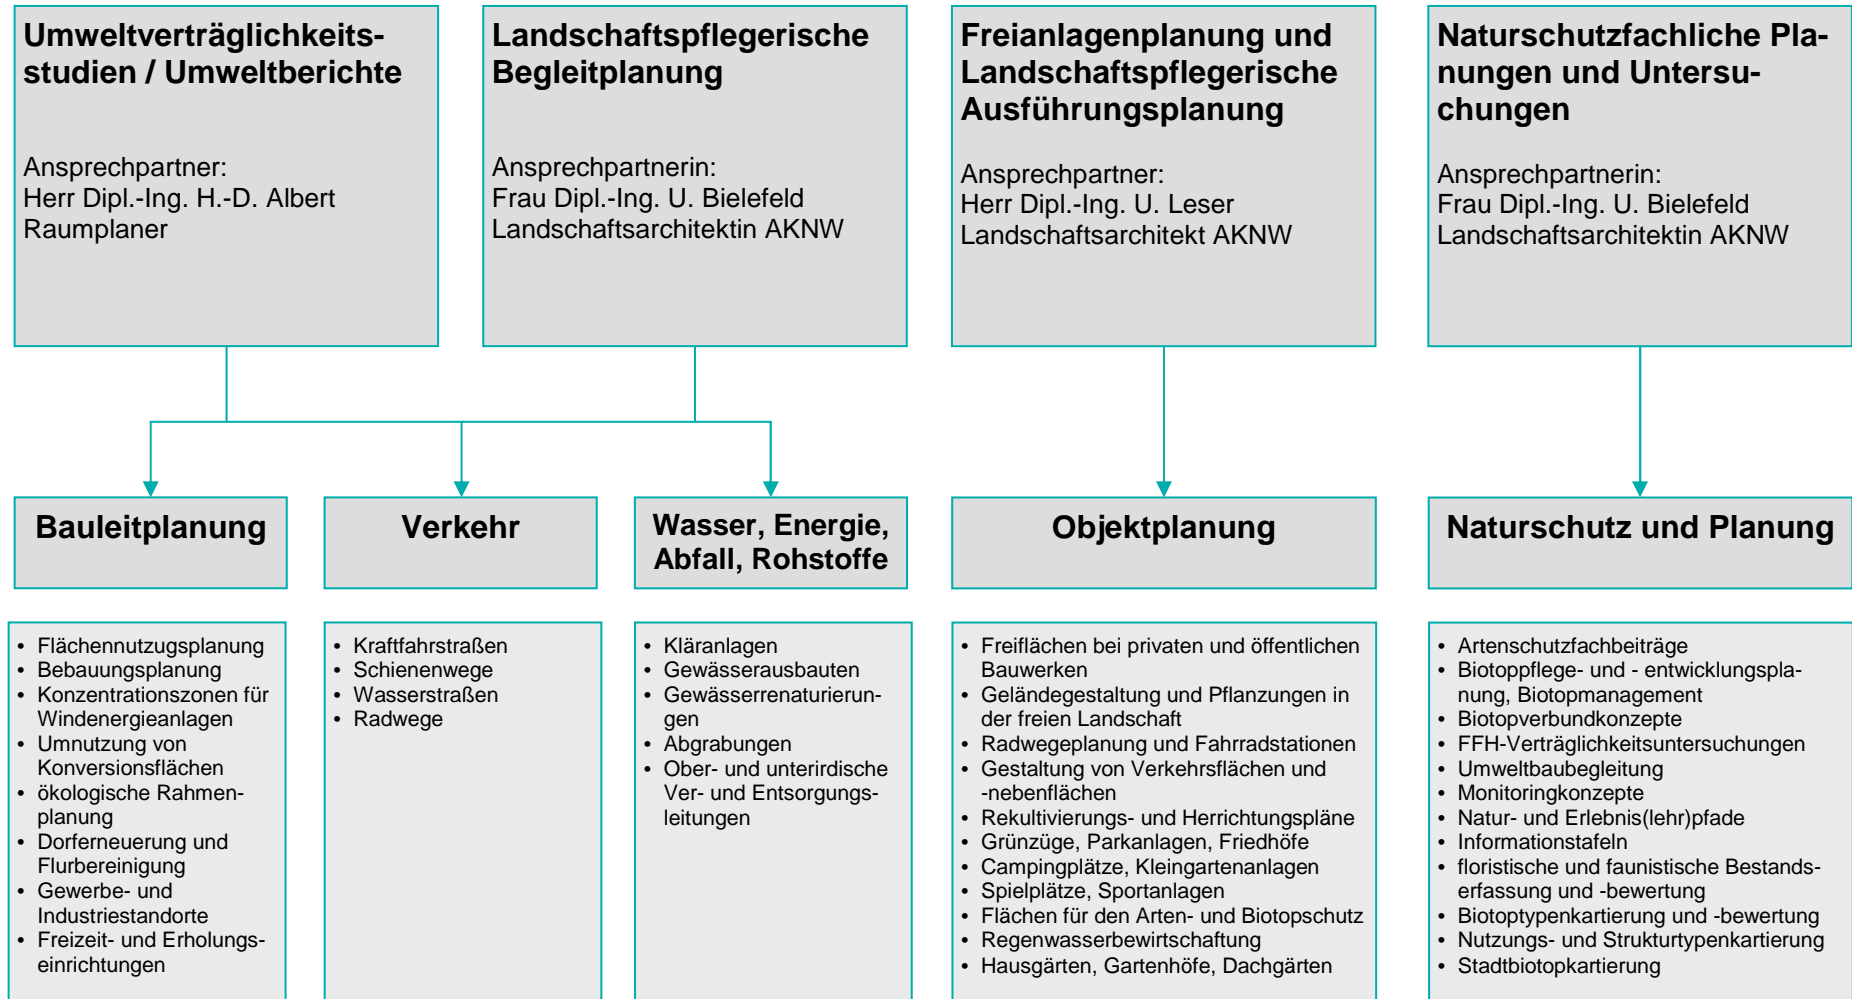 Umweltverträglichkeits-
studien / Umweltberichte
Ansprechpartner:
Herr Dipl.-Ing. H.-D. Albert
Raumplaner
Landschaftspflegerische
Begleitplanung
Ansprechpartnerin:
Frau Dipl.-Ing. U. Bielefeld
Landschaftsarchitektin AKNW
Freianlagenplanung und
Landschaftspflegerische
Ausführungsplanung
Ansprechpartner:
Herr Dipl.-Ing. U. Leser
Landschaftsarchitekt AKNW
Naturschutzfachliche Pla-
nungen und Untersu-
chungen
Ansprechpartnerin:
Frau Dipl.-Ing. U. Bielefeld
Landschaftsarchitektin AKNW
Bauleitplanung
Verkehr
Wasser, Energie,
Abfall, Rohstoffe
Objektplanung
Naturschutz und Planung
• Flächennutzugsplanung
• Bebauungsplanung
• Konzentrationszonen für
Windenergieanlagen
• Umnutzung von
Konversionsflächen
• ökologische Rahmen-
planung
• Dorferneuerung und
Flurbereinigung
• Gewerbe- und
Industriestandorte
• Freizeit- und Erholungs-
einrichtungen
• Kraftfahrstraßen
• Schienenwege
• Wasserstraßen
• Radwege
• Kläranlagen
• Gewässerausbauten
• Gewässerrenaturierun-
gen
• Abgrabungen
• Ober- und unterirdische
Ver- und Entsorgungs-
leitungen
• Freiflächen bei privaten und öffentlichen
Bauwerken
• Geländegestaltung und Pflanzungen in
der freien Landschaft
• Radwegeplanung und Fahrradstationen
• Gestaltung von Verkehrsflächen und
-nebenflächen
• Rekultivierungs- und Herrichtungspläne
• Grünzüge, Parkanlagen, Friedhöfe
• Campingplätze, Kleingartenanlagen
• Spielplätze, Sportanlagen
• Flächen für den Arten- und Biotopschutz
• Regenwasserbewirtschaftung
• Hausgärten, Gartenhöfe, Dachgärten
• Artenschutzfachbeiträge
• Biotoppflege- und - entwicklungspla-
nung, Biotopmanagement
• Biotopverbundkonzepte
• FFH-Verträglichkeitsuntersuchungen
• Umweltbaubegleitung
• Monitoringkonzepte
• Natur- und Erlebnis(lehr)pfade
• Informationstafeln
• floristische und faunistische Bestands-
erfassung und -bewertung
• Biotoptypenkartierung und -bewertung
• Nutzungs- und Strukturtypenkartierung
• Stadtbiotopkartierung